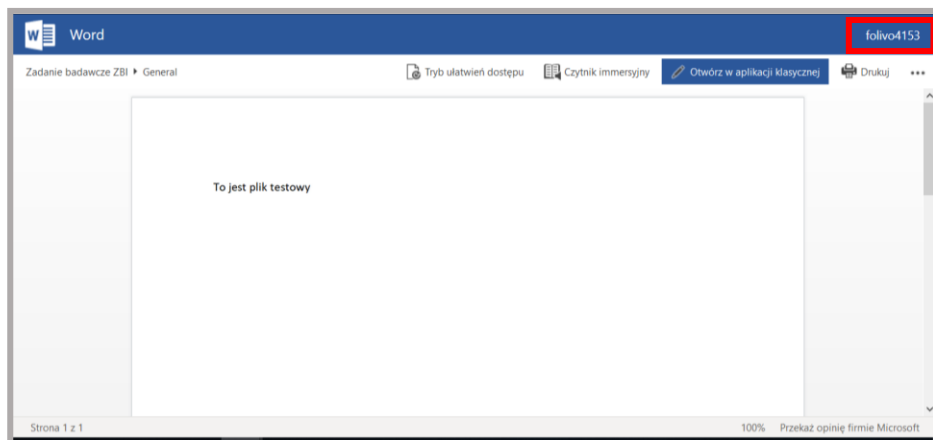 W Word folivo4153
Zadanie badawcze ZBI General Tryb ułatwień dostępu Czytnik immersyjny Otwórz w aplikacji klasycznej Drukuj •••
To jest plik testowy
Strona 1 z 1 100% Przekaż opinię firmie Microsoft